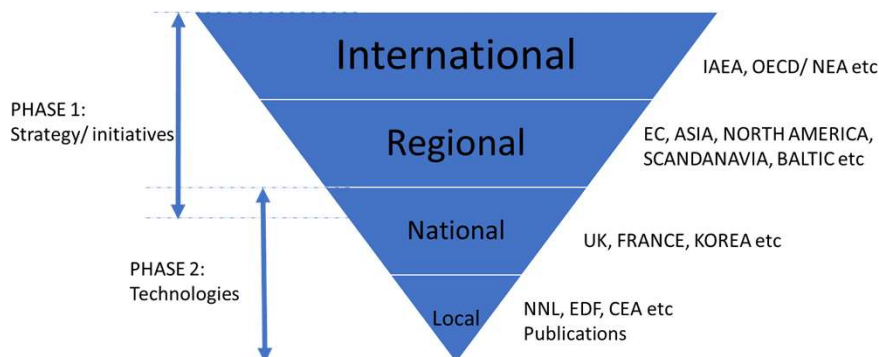 International
IAEA, OECD/ NEA etc
PHASE 1:
Strategy/ initiatives
Regional
EC, ASIA, NORTH AMERICA,
SCANDANAVIA, BALTIC etc
National
UK, FRANCE, KOREA etc
PHASE 2:
Technologies
Local
NNL, EDF, CEA etc
Publications